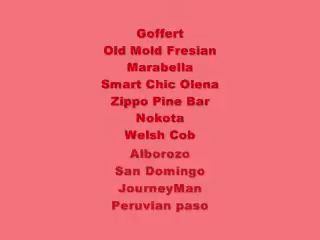 Goffert
Old Mold Fresian
Marabella
Smart Chic Olena
Zippo Pine Bar
Nokota
Welsh Cob
Alborozo
San Domingo
JourneyMan
Peruvian paso